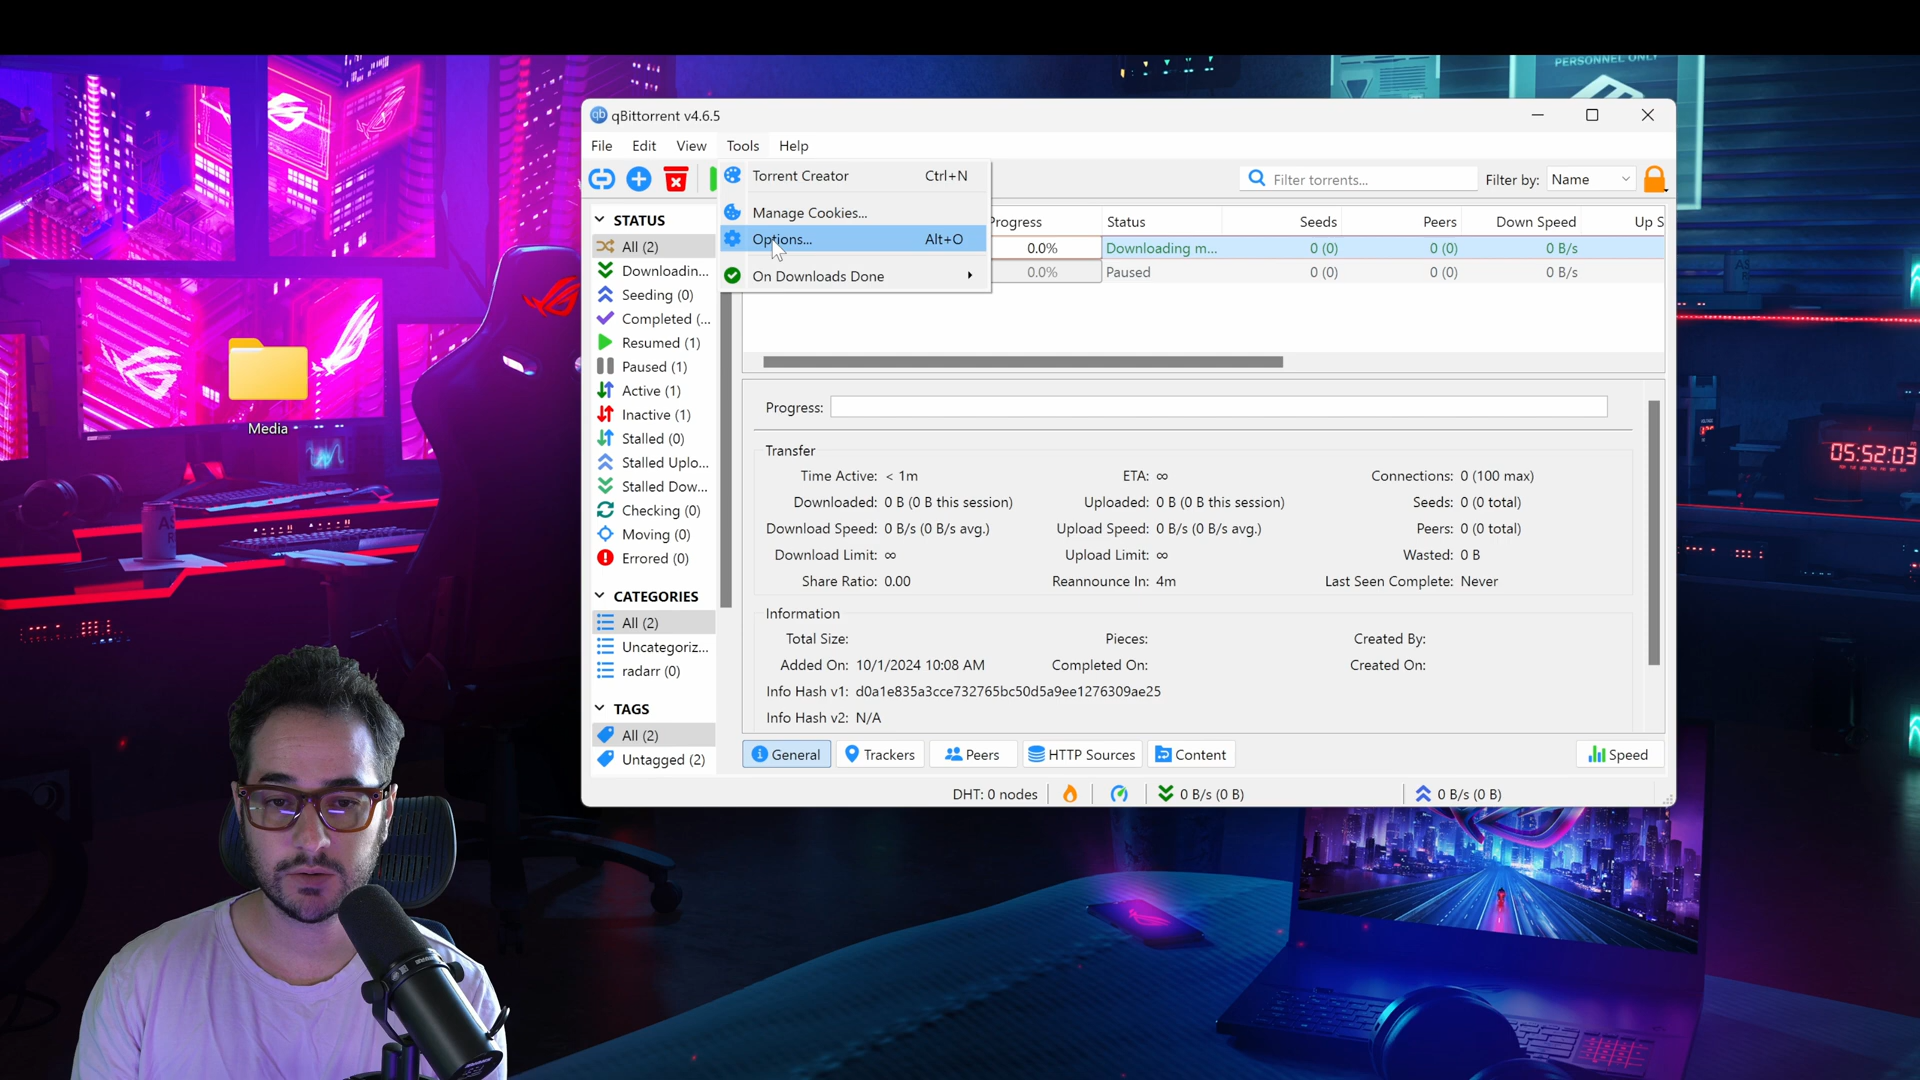 PERSONNEL ONLY
qb qBittorrent v4.6.5
File Edit View Tools Help
Torrent Creator Ctrl+N
Manage Cookies...
Options... Alt+O
On Downloads Done
Filter torrents...
Filter by: Name
STATUS
All (2)
Downloadin...
Seeding (0)
Completed (...
Resumed (1)
Paused (1)
Active (1)
Inactive (1)
Stalled (0)
Stalled Uplo...
Stalled Dow...
Checking (0)
Moving (0)
Errored (0)
CATEGORIES
All (2)
Uncategoriz...
radarr (0)
TAGS
All (2)
Untagged (2)
Progress Status Seeds Peers Down Speed Up S
0.0% Downloading m... 0 (0) 0 (0) 0 B/s
0.0% Paused 0 (0) 0 (0) 0 B/s
Progress:
Transfer
Time Active: < 1m ETA: ∞ Connections: 0 (100 max)
Downloaded: 0 B (0 B this session) Uploaded: 0 B (0 B this session) Seeds: 0 (0 total)
Download Speed: 0 B/s (0 B/s avg.) Upload Speed: 0 B/s (0 B/s avg.) Peers: 0 (0 total)
Download Limit: ∞ Upload Limit: ∞ Wasted: 0 B
Share Ratio: 0.00 Reannounce In: 4m Last Seen Complete: Never
Information
Total Size: Pieces: Created By:
Added On: 10/1/2024 10:08 AM Completed On: Created On:
Info Hash v1: d0a1e835a3cce732765bc50d5a9ee1276309ae25
Info Hash v2: N/A
General Trackers Peers HTTP Sources Content Speed
DHT: 0 nodes 0 B/s (0 B) 0 B/s (0 B)
Media
05:52:03